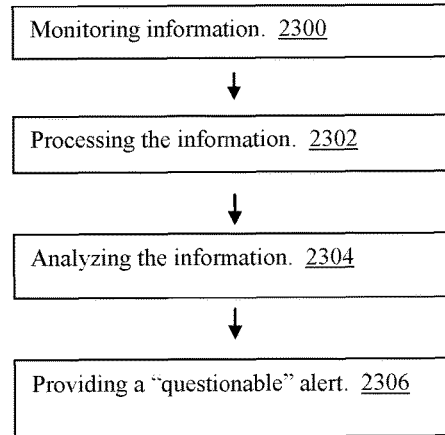 Monitoring information. 2300
Processing the information. 2302
Analyzing the information. 2304
Providing a “questionable” alert. 2306